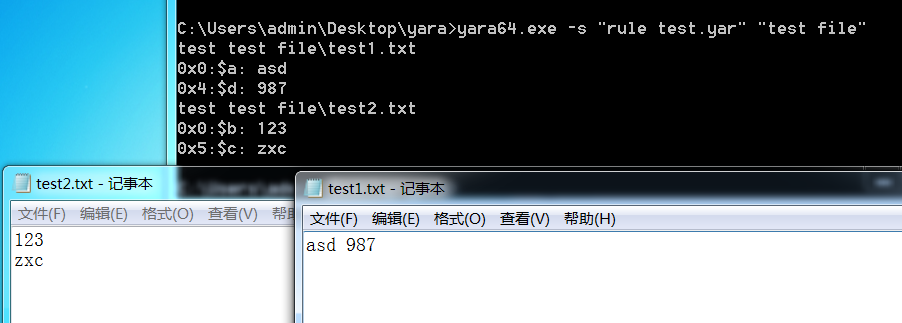 C:\Users\admin\Desktop\yara>yara64.exe -s "rule test.yar" "test file"
test test file\test1.txt
0x0:$a: asd
0x4:$d: 987
test test file\test2.txt
0x0:$b: 123
0x5:$c: zxc
test2.txt - 记事本
文件(F) 编辑(E) 格式(O) 查看(V)
123
zxc
test1.txt - 记事本
文件(F) 编辑(E) 格式(O) 查看(V) 帮助(H)
asd 987